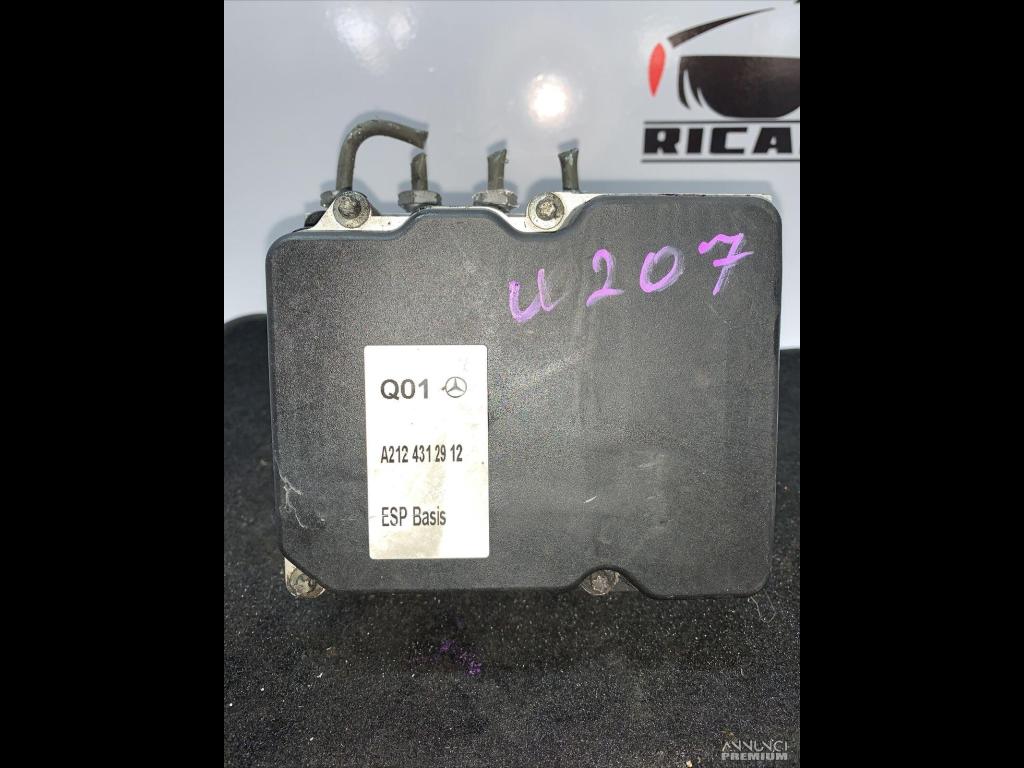 RICA
u 207
Q01
A212 431 29 12
ESP Basis
ANNUNCI
PREMIUM